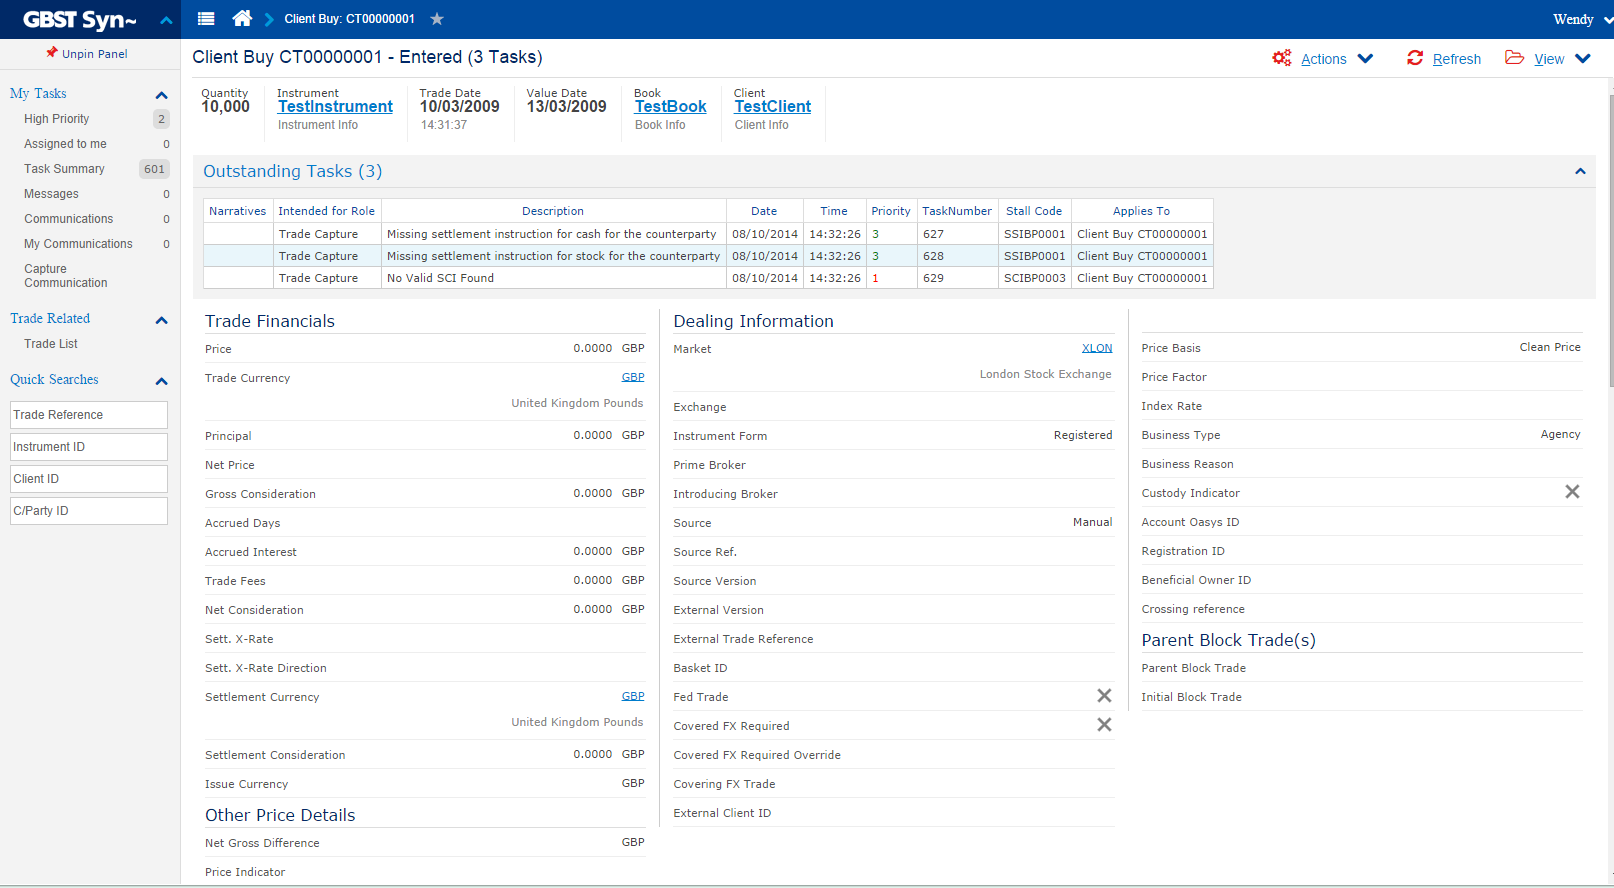 GBST Syn~
Client Buy: CT00000001
Wendy
Unpin Panel
My Tasks
High Priority 2
Assigned to me 0
Task Summary 601
Messages 0
Communications 0
My Communications 0
Capture
Communication
Trade Related
Trade List
Quick Searches
Trade Reference
Instrument ID
Client ID
C/Party ID
Client Buy CT00000001 - Entered (3 Tasks)
Actions Refresh View
Quantity Instrument Trade Date Value Date Book Client
10,000 TestInstrument 10/03/2009 13/03/2009 TestBook TestClient
Instrument Info 14:31:37 Book Info Client Info
Outstanding Tasks (3)
Narratives Intended for Role Description Date Time Priority TaskNumber Stall Code Applies To
Trade Capture Missing settlement instruction for cash for the counterparty 08/10/2014 14:32:26 3 627 SSIBP0001 Client Buy CT00000001
Trade Capture Missing settlement instruction for stock for the counterparty 08/10/2014 14:32:26 3 628 SSIBP0001 Client Buy CT00000001
Trade Capture No Valid SCI Found 08/10/2014 14:32:26 1 629 SCIBP0003 Client Buy CT00000001
Trade Financials
Price 0.0000 GBP
Trade Currency GBP
United Kingdom Pounds
Principal 0.0000 GBP
Net Price
Gross Consideration 0.0000 GBP
Accrued Days
Accrued Interest 0.0000 GBP
Trade Fees 0.0000 GBP
Net Consideration 0.0000 GBP
Sett. X-Rate
Sett. X-Rate Direction
Settlement Currency GBP
United Kingdom Pounds
Settlement Consideration 0.0000 GBP
Issue Currency GBP
Other Price Details
Net Gross Difference GBP
Price Indicator
Dealing Information
Market XLON
London Stock Exchange
Exchange
Instrument Form Registered
Prime Broker
Introducing Broker
Source Manual
Source Ref.
Source Version
External Version
External Trade Reference
Basket ID
Fed Trade
Covered FX Required
Covered FX Required Override
Covering FX Trade
External Client ID
Price Basis Clean Price
Price Factor
Index Rate
Business Type Agency
Business Reason
Custody Indicator
Account Oasys ID
Registration ID
Beneficial Owner ID
Crossing reference
Parent Block Trade(s)
Parent Block Trade
Initial Block Trade